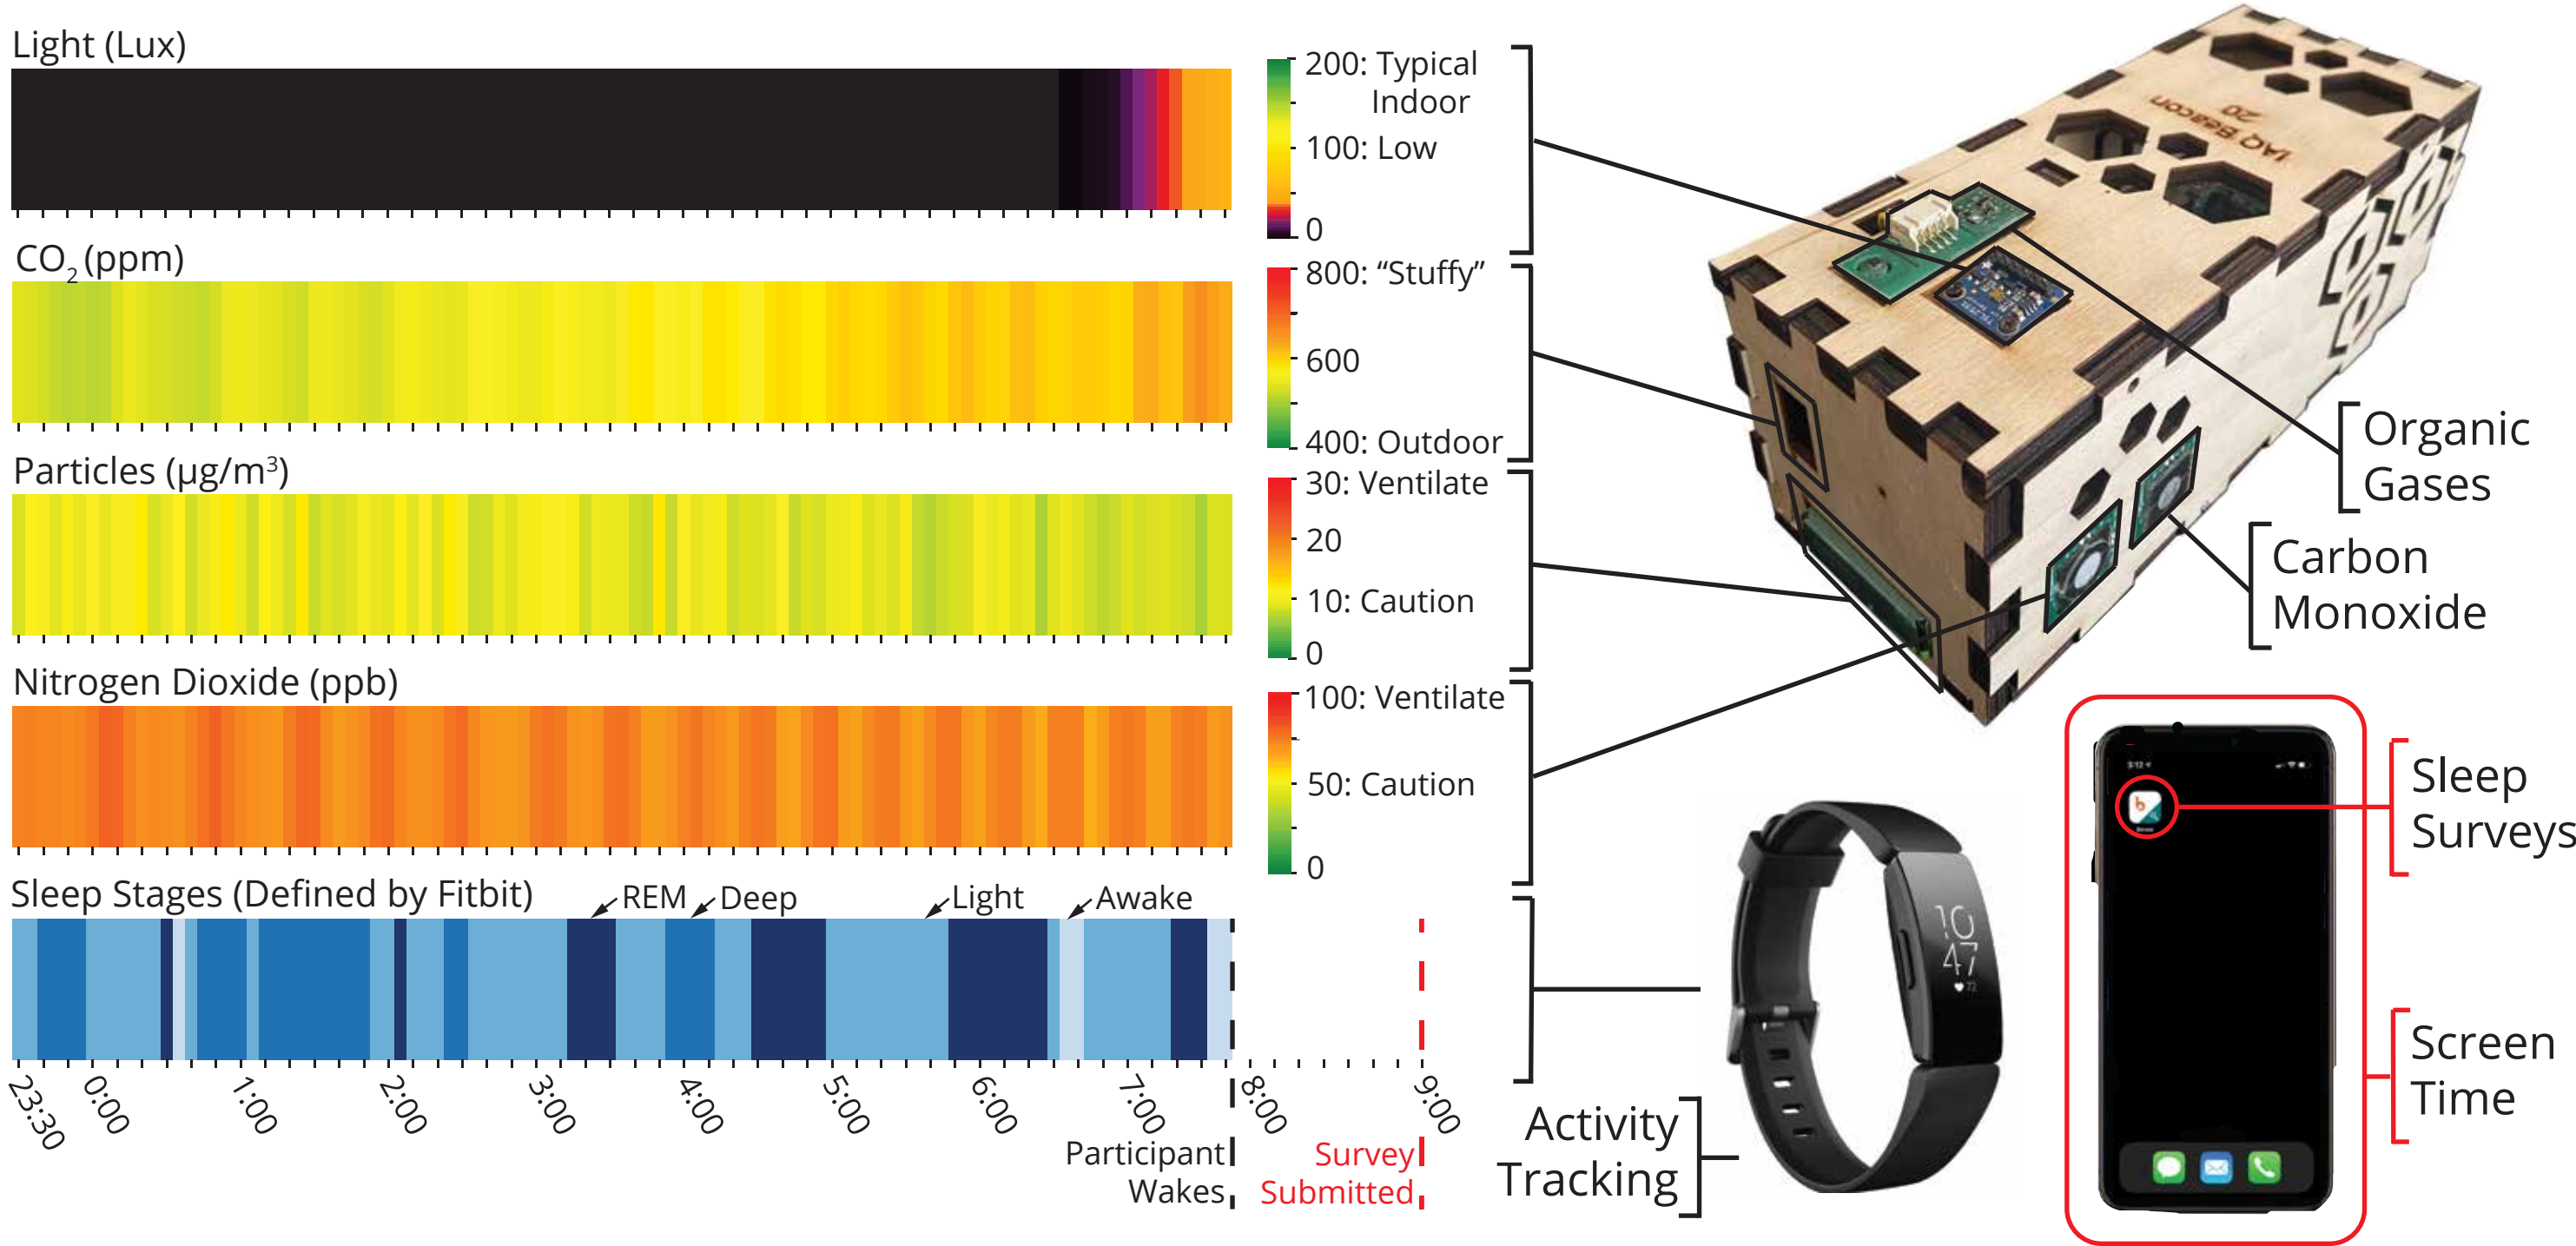 Light (Lux)
200: Typical
Indoor
100: Low
0
CO2 (ppm)
800: “Stuffy”
600
400: Outdoor
Particles (µg/m3)
30: Ventilate
20
10: Caution
0
Nitrogen Dioxide (ppb)
100: Ventilate
50: Caution
0
Sleep Stages (Defined by Fitbit)
REM
Deep
Light
Awake
23:30
0:00
1:00
2:00
3:00
4:00
5:00
6:00
7:00
8:00
9:00
Participant
Wakes
Survey
Submitted
IAQ Beacon
20
Organic
Gases
Carbon
Monoxide
10
47
72
Activity
Tracking
3:12
b
Sleep
Surveys
Screen
Time